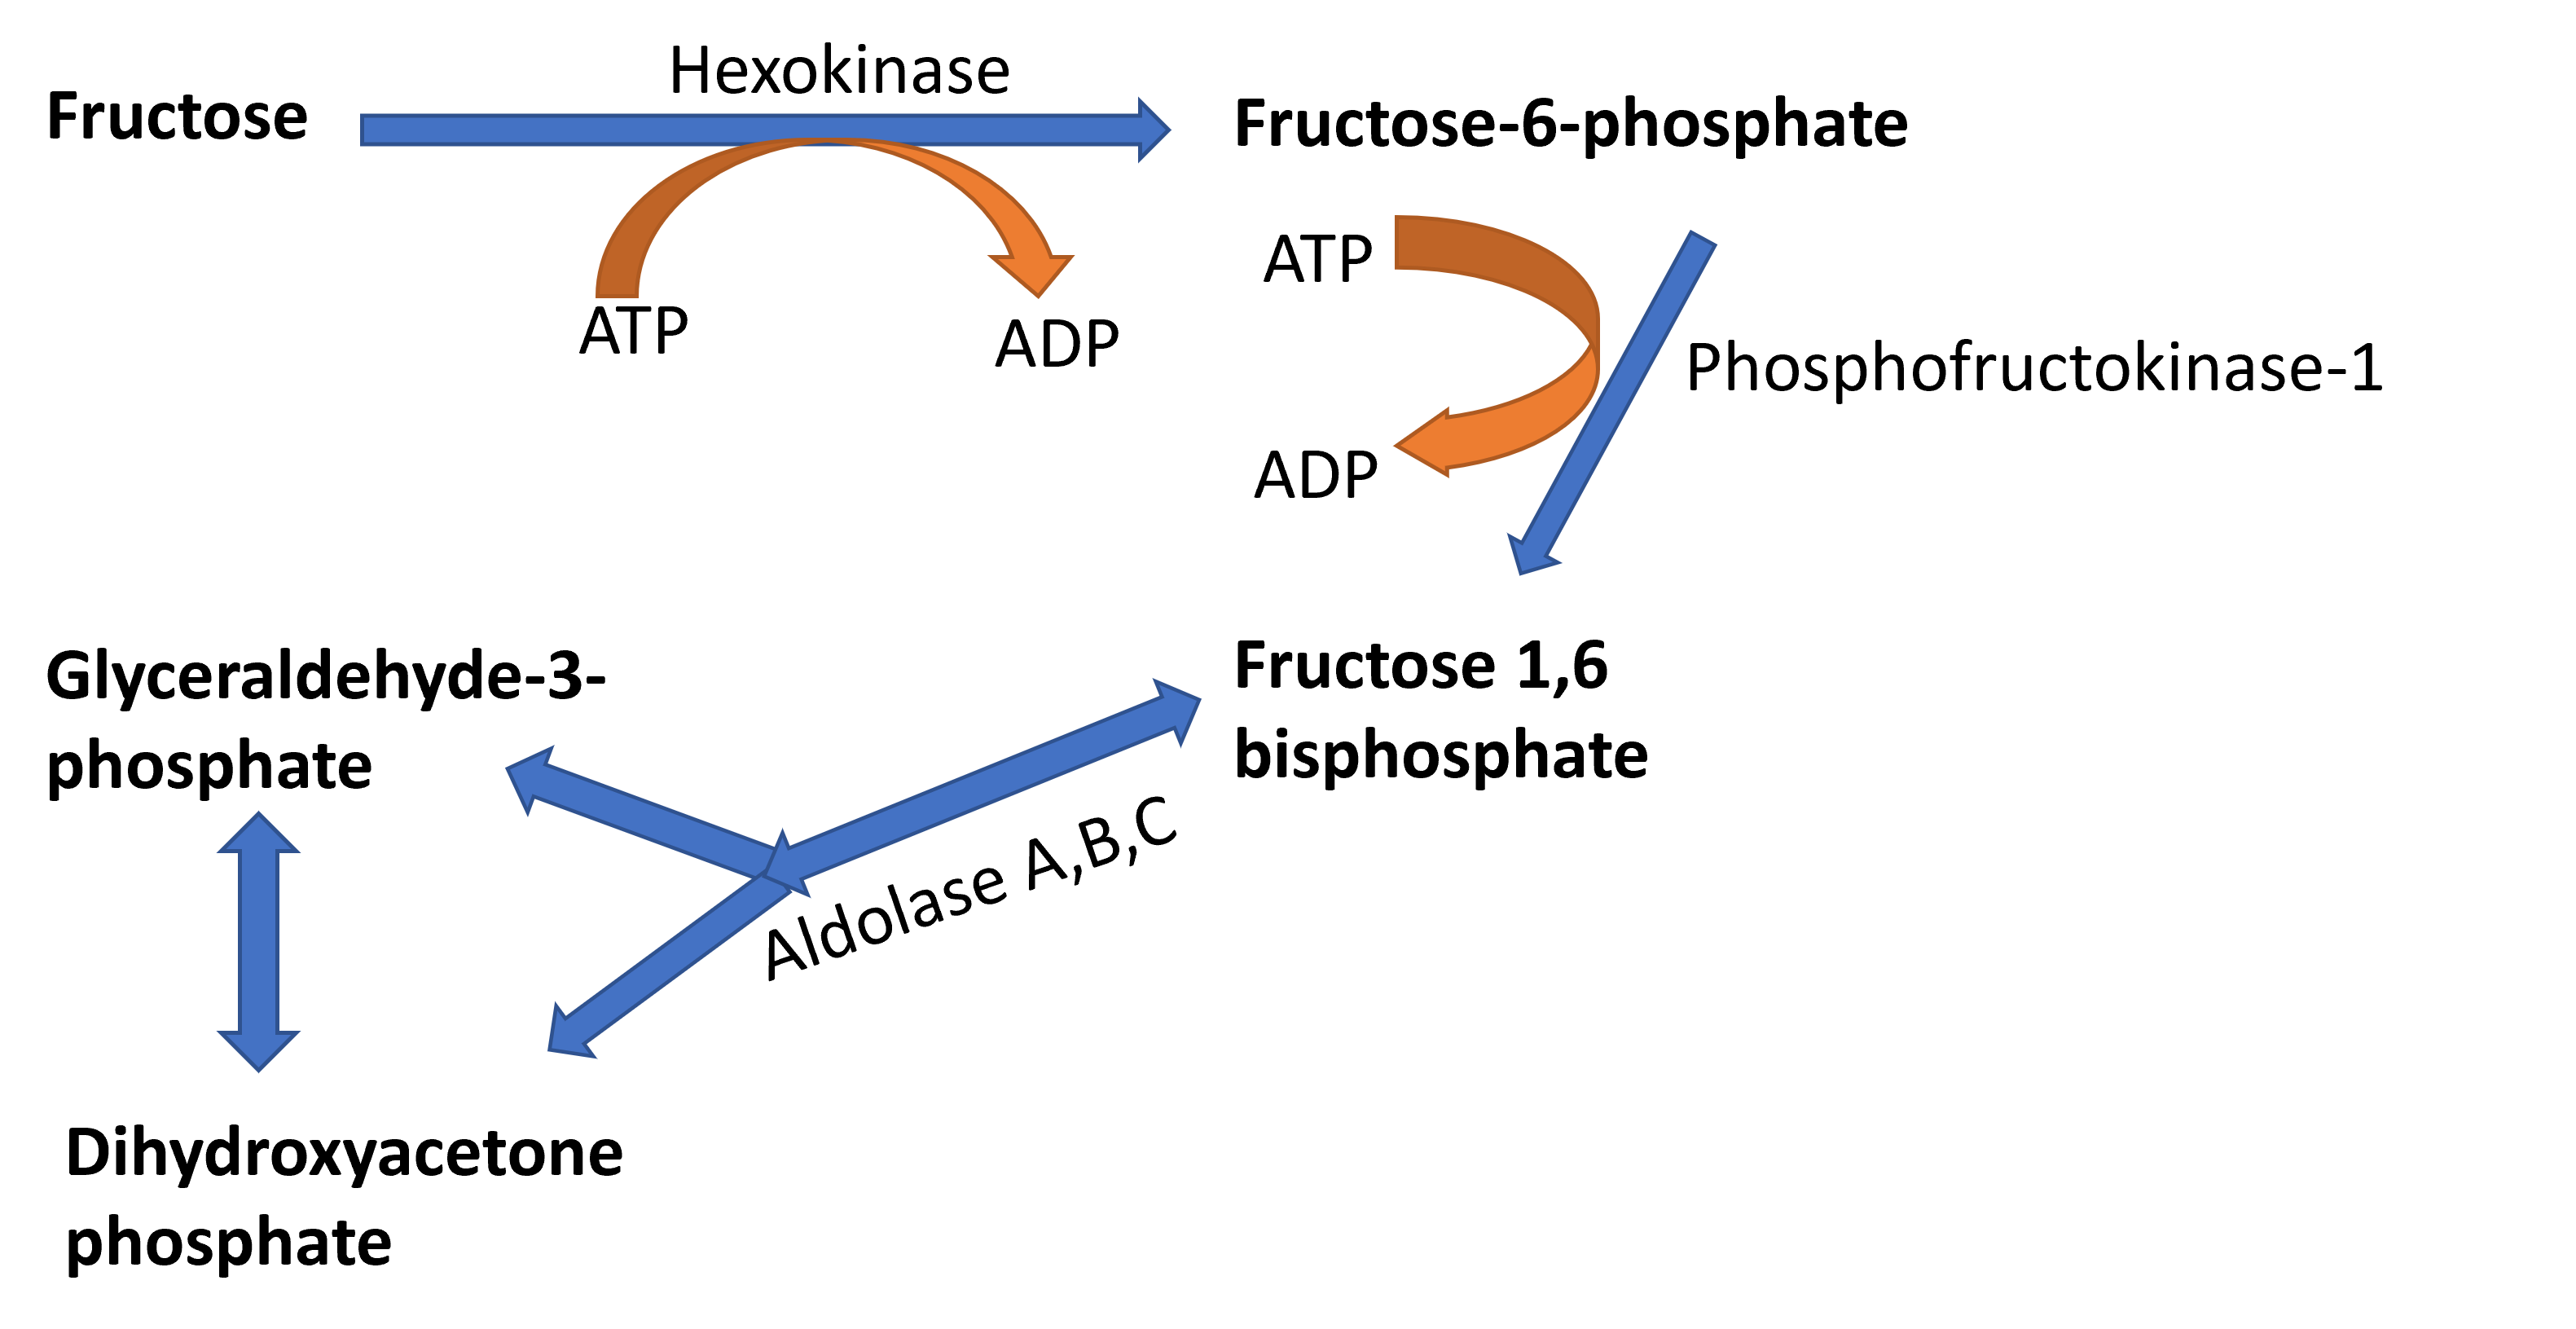 Hexokinase
Fructose
Fructose-6-phosphate
ATP
ADP
ATP
Phosphofructokinase-1
ADP
Glyceraldehyde-3-
phosphate
Fructose 1,6
bisphosphate
Aldolase A,B,C
Dihydroxyacetone
phosphate